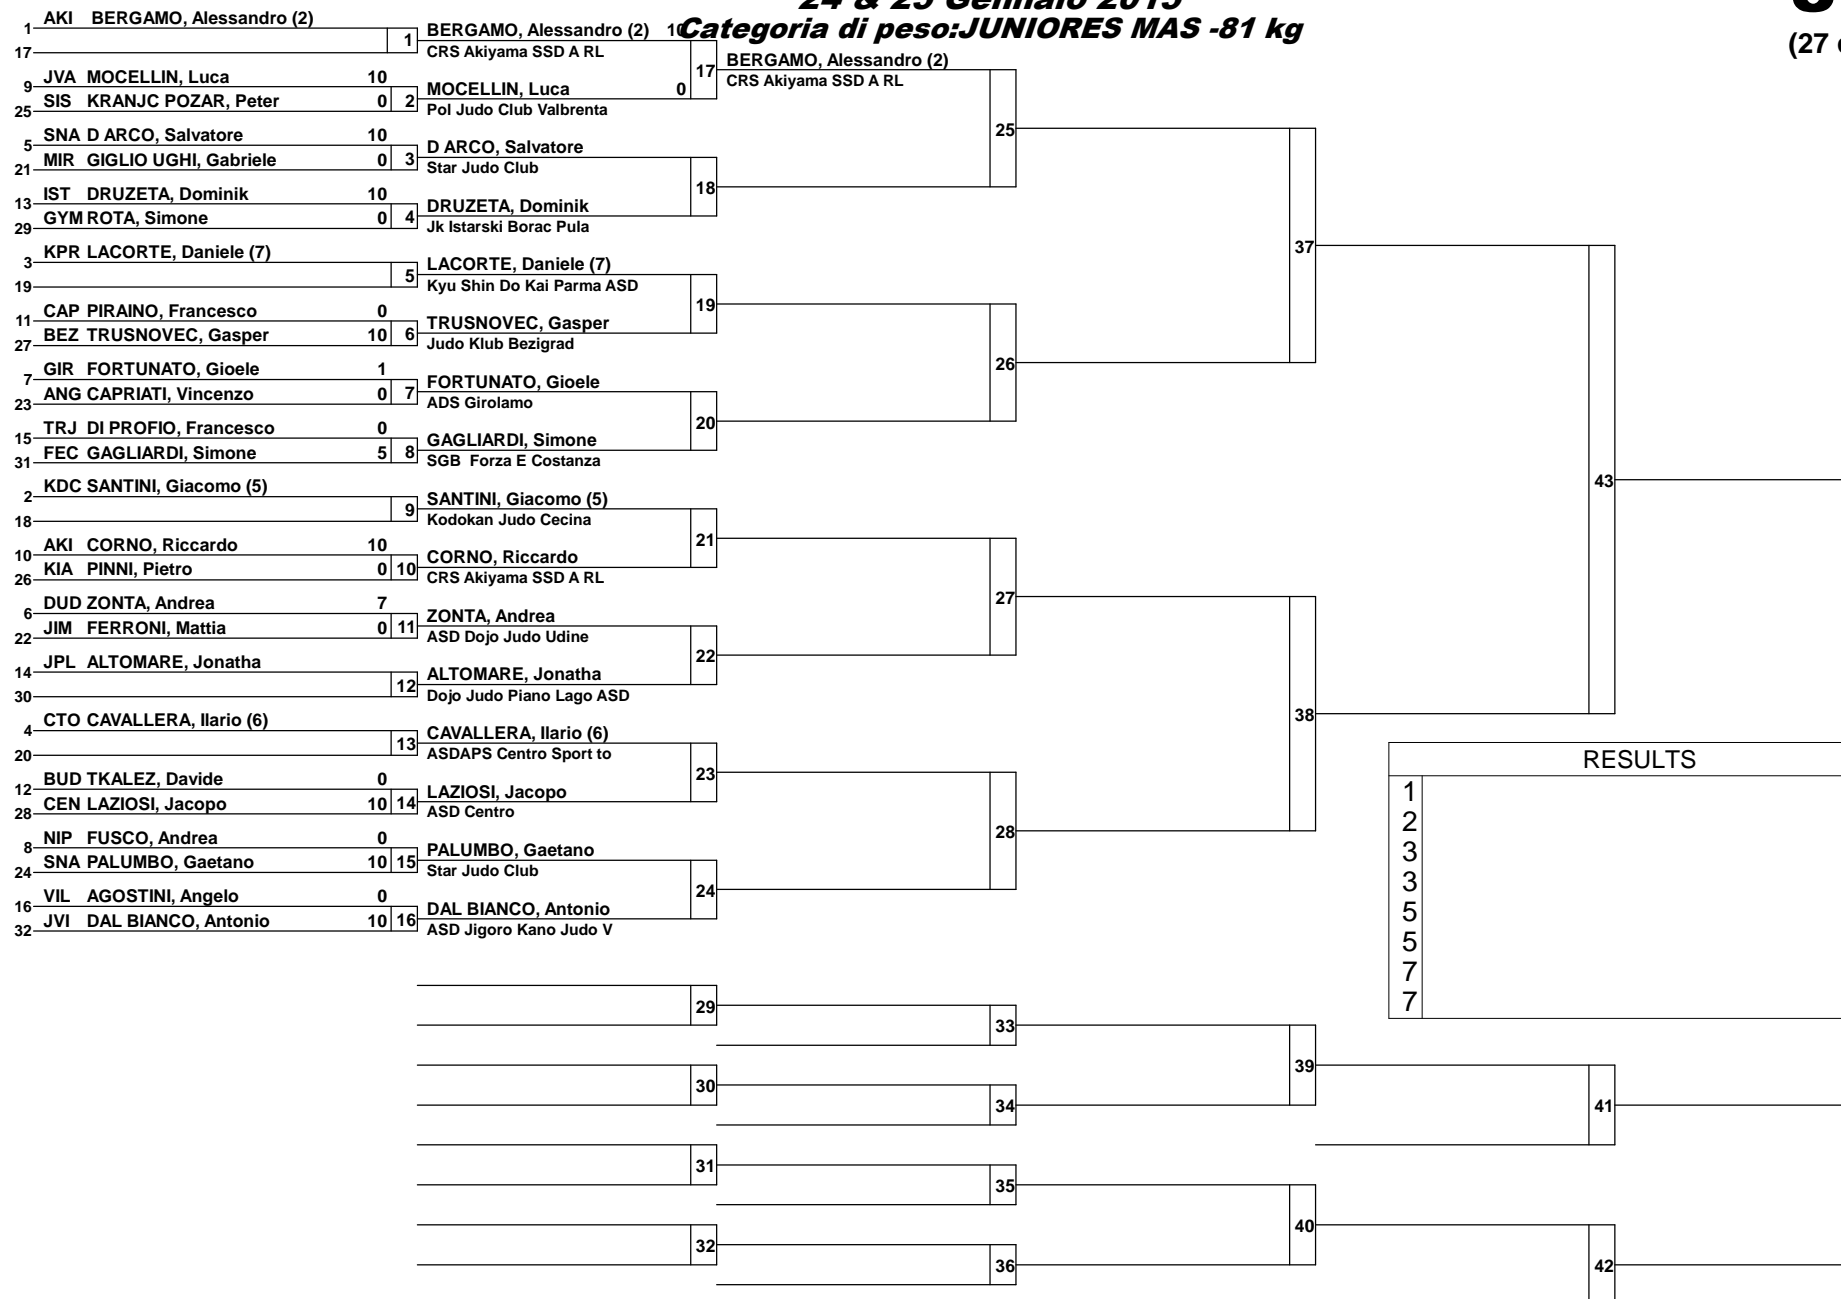 24 & 25 Gennaio 2015
Categoria di peso:JUNIORES MAS -81 kg
(27
1 AKI BERGAMO, Alessandro (2)
17
1 BERGAMO, Alessandro (2) 10
CRS Akiyama SSD A RL
9 JVA MOCELLIN, Luca 10
25 SIS KRANJC POZAR, Peter 0
2 MOCELLIN, Luca 0
Pol Judo Club Valbrenta
17 BERGAMO, Alessandro (2)
CRS Akiyama SSD A RL
5 SNA D ARCO, Salvatore 10
21 MIR GIGLIO UGHI, Gabriele 0
3 D ARCO, Salvatore
Star Judo Club
13 IST DRUZETA, Dominik 10
29 GYM ROTA, Simone 0
4 DRUZETA, Dominik
Jk Istarski Borac Pula
18
25
3 KPR LACORTE, Daniele (7)
19
5 LACORTE, Daniele (7)
Kyu Shin Do Kai Parma ASD
11 CAP PIRAINO, Francesco 0
27 BEZ TRUSNOVEC, Gasper 10
6 TRUSNOVEC, Gasper
Judo Klub Bezigrad
19
7 GIR FORTUNATO, Gioele 1
23 ANG CAPRIATI, Vincenzo 0
7 FORTUNATO, Gioele
ADS Girolamo
15 TRJ DI PROFIO, Francesco 0
31 FEC GAGLIARDI, Simone 5
8 GAGLIARDI, Simone
SGB Forza E Costanza
20
26
37
2 KDC SANTINI, Giacomo (5)
18
9 SANTINI, Giacomo (5)
Kodokan Judo Cecina
10 AKI CORNO, Riccardo 10
26 KIA PINNI, Pietro 0
10 CORNO, Riccardo
CRS Akiyama SSD A RL
21
6 DUD ZONTA, Andrea 7
22 JIM FERRONI, Mattia 0
11 ZONTA, Andrea
ASD Dojo Judo Udine
14 JPL ALTOMARE, Jonatha
30
12 ALTOMARE, Jonatha
Dojo Judo Piano Lago ASD
22
27
4 CTO CAVALLERA, Ilario (6)
20
13 CAVALLERA, Ilario (6)
ASDAPS Centro Sport to
12 BUD TKALEZ, Davide 0
28 CEN LAZIOSI, Jacopo 10
14 LAZIOSI, Jacopo
ASD Centro
23
8 NIP FUSCO, Andrea 0
24 SNA PALUMBO, Gaetano 10
15 PALUMBO, Gaetano
Star Judo Club
16 VIL AGOSTINI, Angelo 0
32 JVI DAL BIANCO, Antonio 10
16 DAL BIANCO, Antonio
ASD Jigoro Kano Judo V
24
28
38
43
RESULTS
1
2
3
3
5
5
7
7
29
33
30
34
39
41
31
35
32
36
40
42